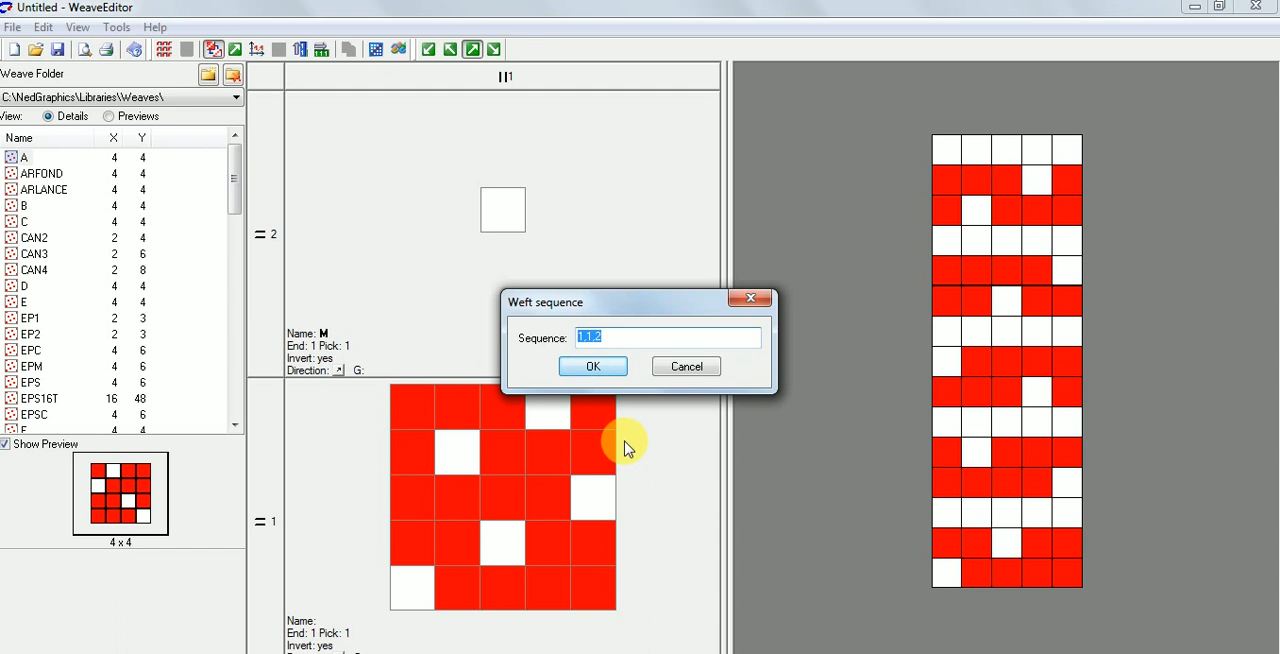 Untitled - WeaveEditor
File Edit View Tools Help
Weave Folder
C:\NedGraphics\Libraries\Weaves\
View: Details Previews
Name X Y
A 4 4
ARFOND 4 4
ARLANCE 4 4
B 4 4
C 4 4
CAN2 2 4
CAN3 2 6
CAN4 2 8
D 4 4
E 4 4
EP1 2 3
EP2 2 3
EPC 4 6
EPM 4 6
EPS 4 6
EPS16T 16 48
EPSC 4 6
F 4 4
Show Preview
4 x 4
1
2
Name: M
End: 1 Pick: 1
Invert: yes
Direction: G:
Weft sequence
Sequence: 1,1,2
OK Cancel
1
Name:
End: 1 Pick: 1
Invert: yes